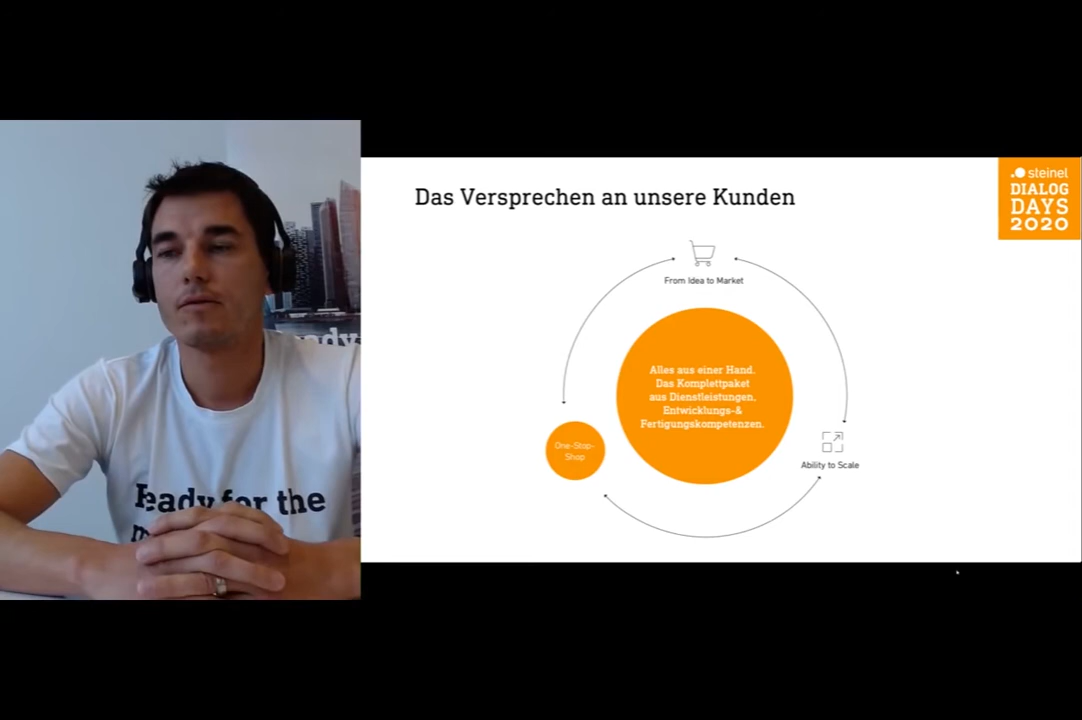 Das Versprechen an unsere Kunden
steinel
DIALOG
DAYS
2020
From Idea to Market
Alles aus einer Hand.
Das Komplettpaket
aus Dienstleistungen,
Entwicklungs-&
Fertigungskompetenzen.
One-Stop-
Shop
Ability to Scale
Ready for the